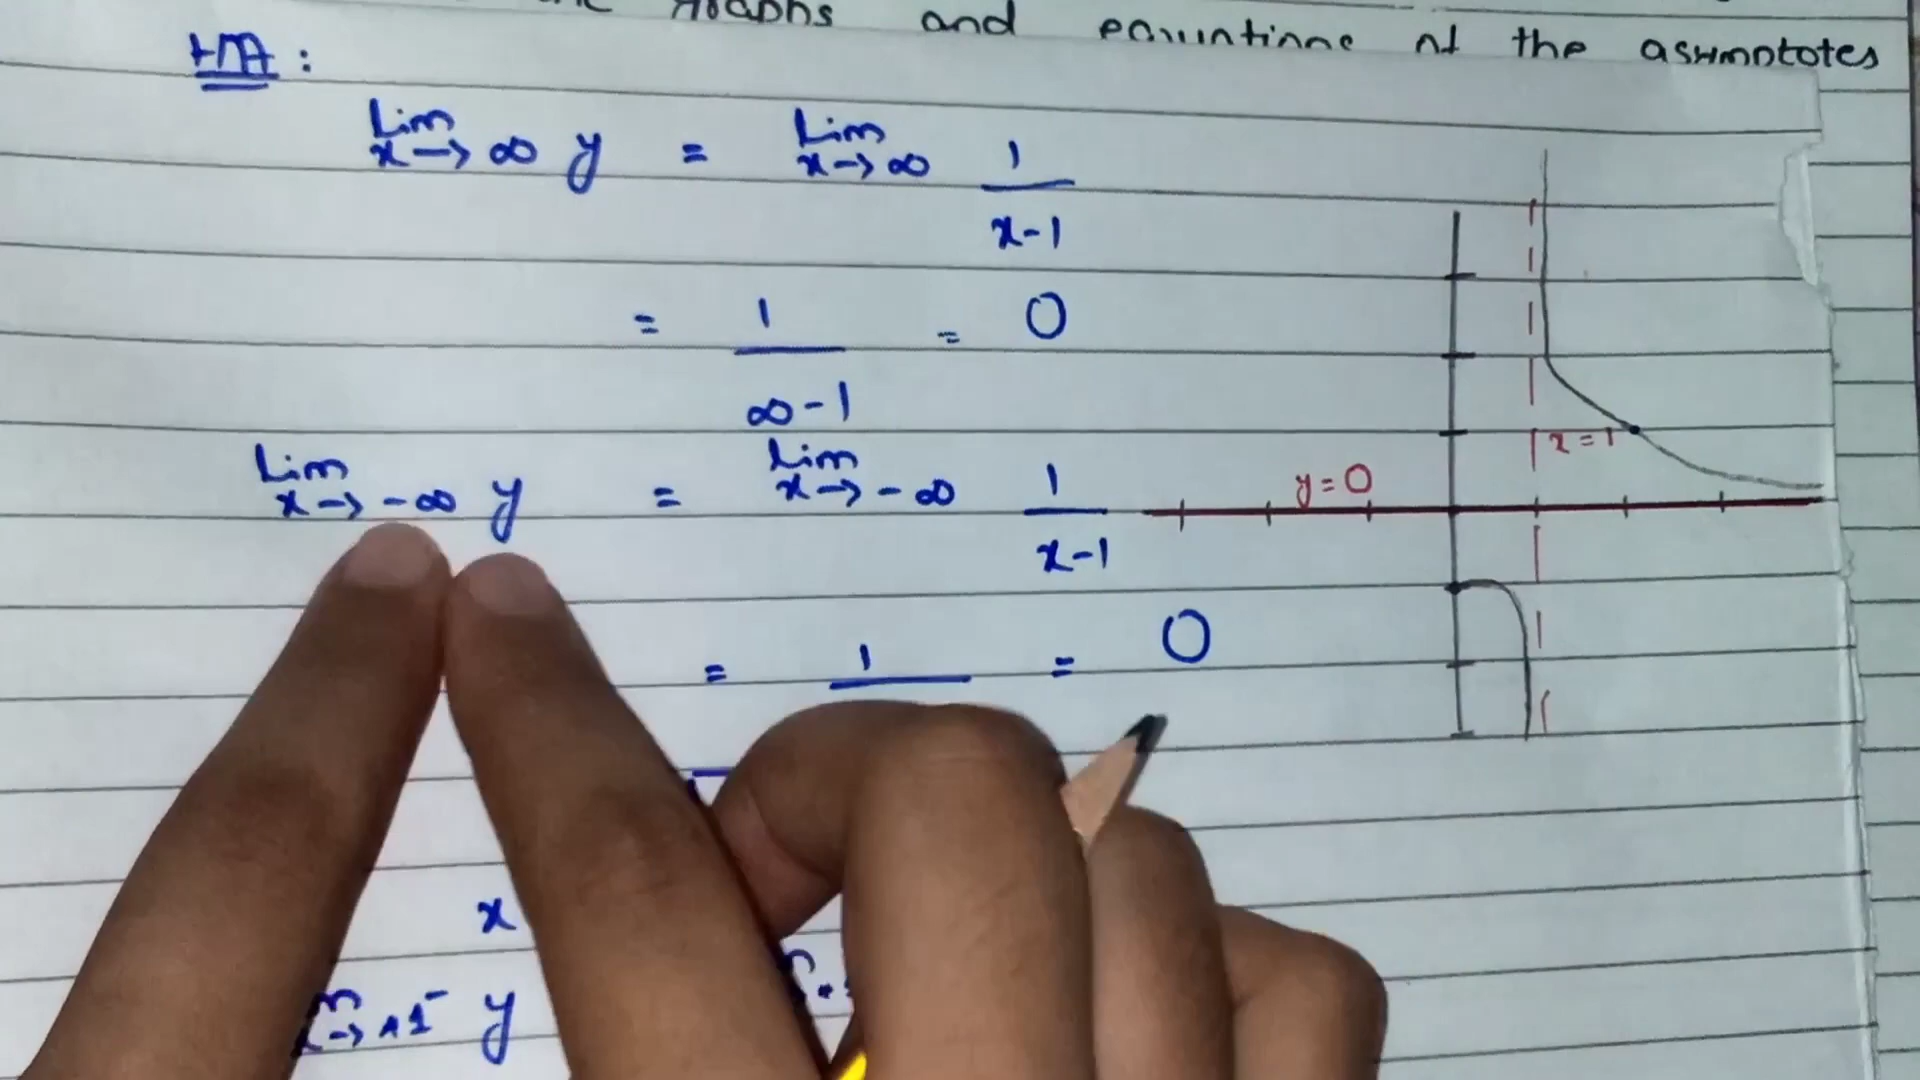 graphs and equations of the asymptotes
HA :
Lim x→∞ y = Lim x→∞ 1/(x-1)
= 1/(∞-1) = 0
Lim x→-∞ y = Lim x→-∞ 1/(x-1)
= 1 = 0
x
x→1⁻ y
x=1
y=0